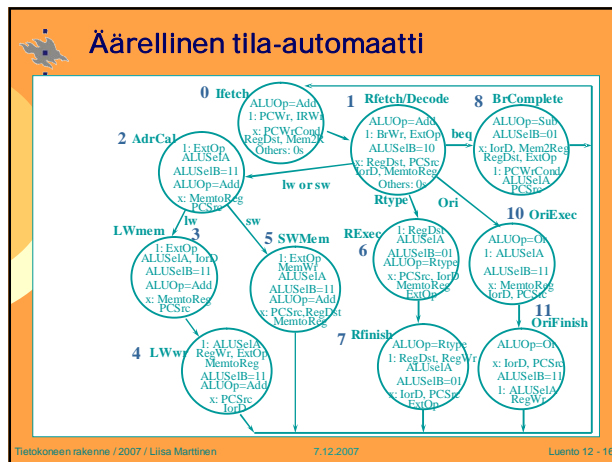 Äärellinen tila-automaatti
0 Ifetch
ALUOp=Add
1: PCWr, IRWr
x: PCWrCond
RegDst, Mem2R
Others: 0s
1 Rfetch/Decode
ALUOp=Add
1: BrWr, ExtOp
ALUSelB=10
x: RegDst, PCSrc
IorD, MemtoReg
Others: 0s
beq
8 BrComplete
ALUOp=Sub
ALUSelB=01
x: IorD, Mem2Reg
RegDst, ExtOp
1: PCWrCond
ALUSelA
PCSrc
2 AdrCal
1: ExtOp
ALUSelA
ALUSelB=11
ALUOp=Add
x: MemtoReg
PCSrc
lw or sw
Rtype
Ori
lw
sw
LWmem 3
1: ExtOp
ALUSelA, IorD
ALUSelB=11
ALUOp=Add
x: MemtoReg
PCSrc
5 SWMem
1: ExtOp
MemWr
ALUSelA
ALUSelB=11
ALUOp=Add
x: PCSrc,RegDst
MemtoReg
RExec
6
1: RegDst
ALUSelA
ALUSelB=01
ALUOp=Rtype
x: PCSrc, IorD
MemtoReg
ExtOp
10 OriExec
ALUOp=Or
1: ALUSelA
ALUSelB=11
x: MemtoReg
IorD, PCSrc
4 LWwr
1: ALUSelA
RegWr, ExtOp
MemtoReg
ALUSelB=11
ALUOp=Add
x: PCSrc
IorD
7 Rfinish
ALUOp=Rtype
1: RegDst, RegWr
ALUSelA
ALUSelB=01
x: IorD, PCSrc
ExtOp
11
OriFinish
ALUOp=Or
x: IorD, PCSrc
ALUSelB=11
1: ALUSelA
RegWr
Tietokoneen rakenne / 2007 / Liisa Marttinen 7.12.2007 Luento 12 - 16